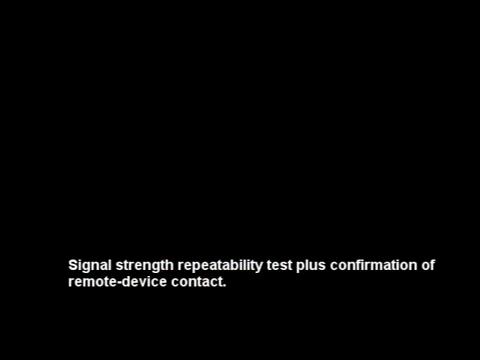 Signal strength repeatability test plus confirmation of
remote-device contact.